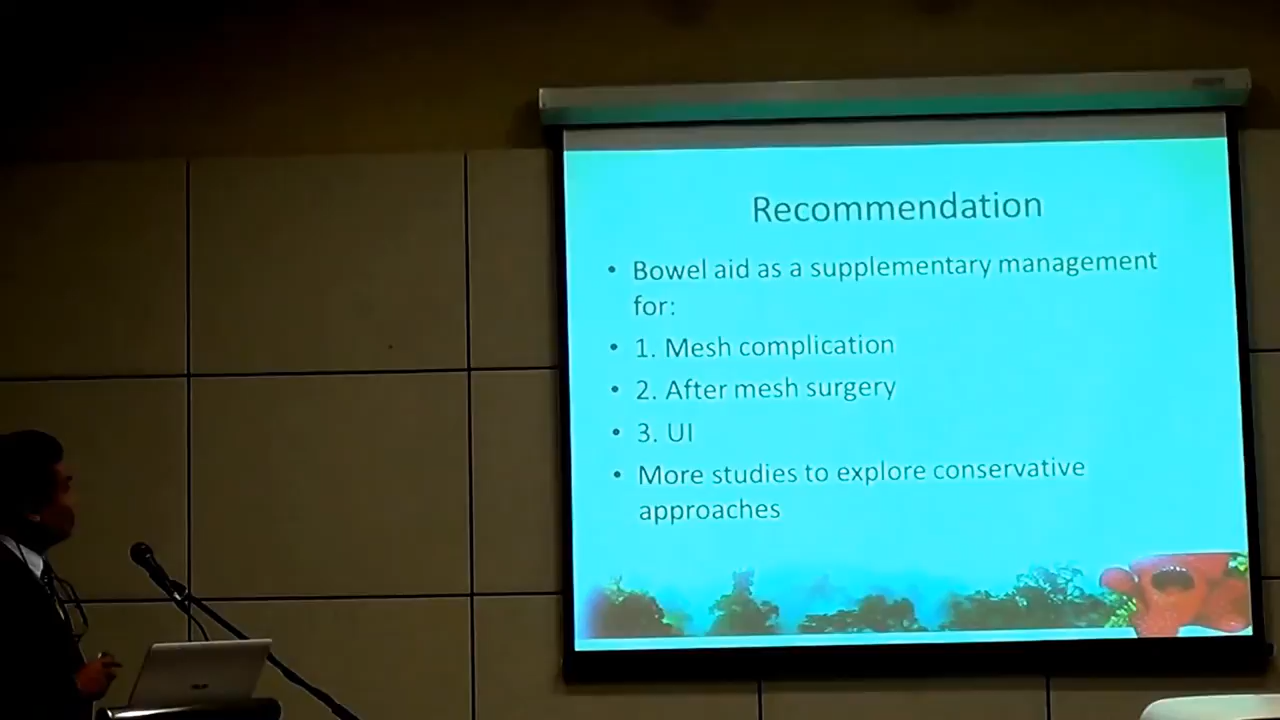 Recommendation
• Bowel aid as a supplementary management
for:
• 1. Mesh complication
• 2. After mesh surgery
• 3. UI
• More studies to explore conservative
approaches